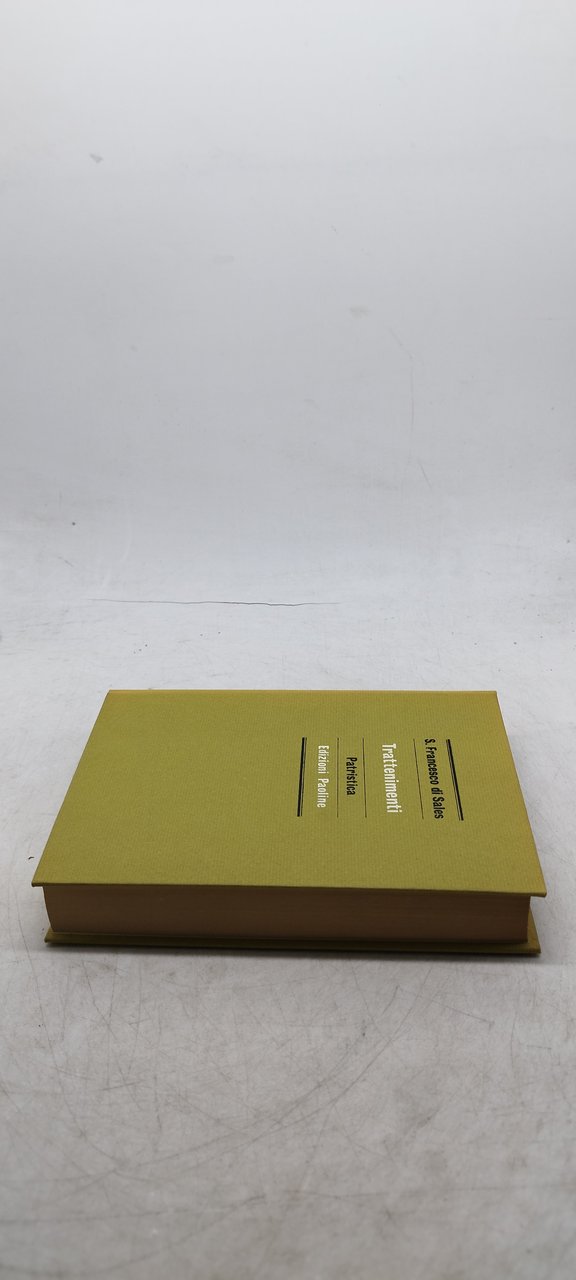 S. Francesco di Sales
Trattenimenti
Patristica
Edizioni Paoline